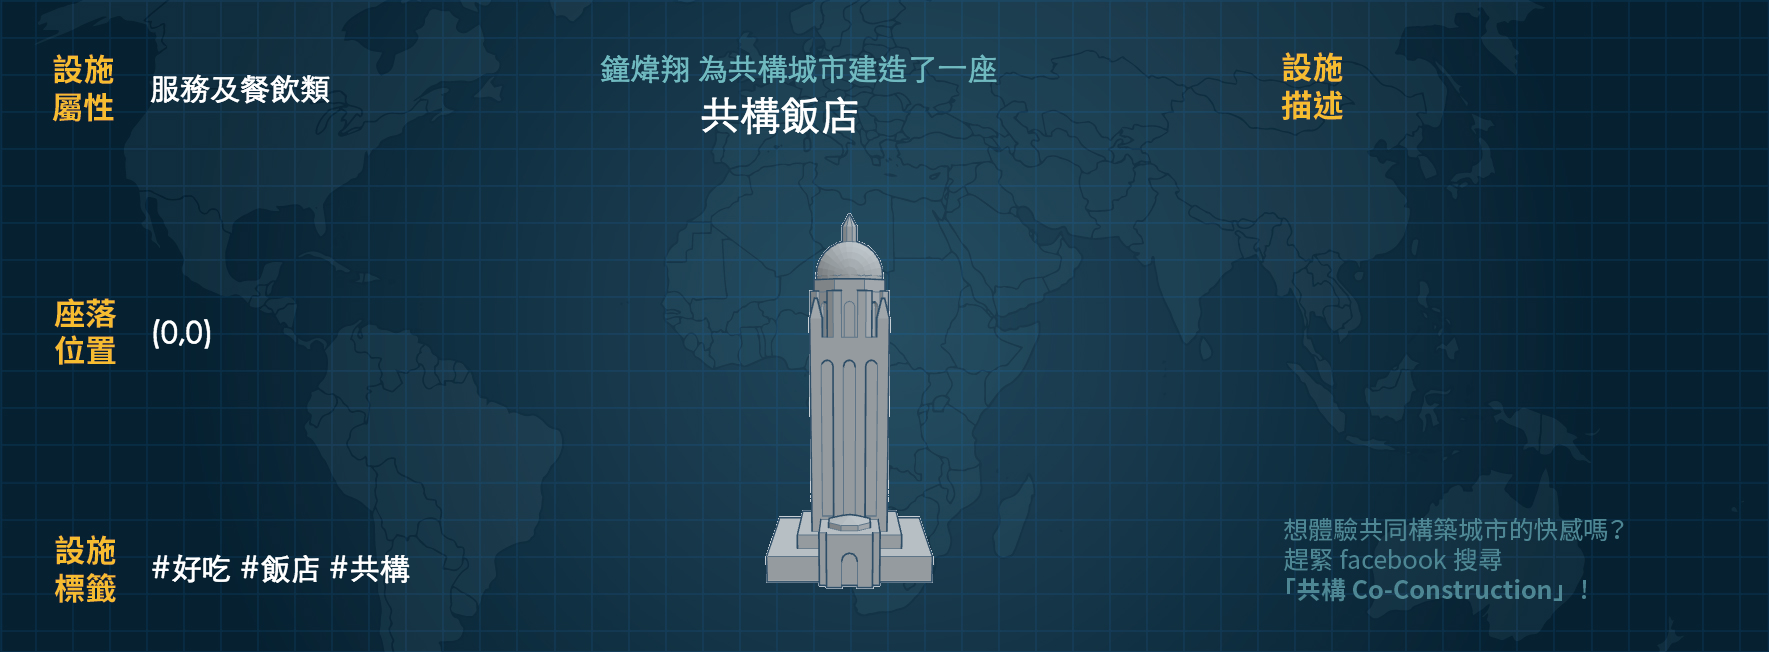 設施
屬性
服務及餐飲類
鐘煒翔 為共構城市建造了一座
共構飯店
設施
描述
座落
位置
(0,0)
設施
標籤
#好吃 #飯店 #共構
想體驗共同構築城市的快感嗎？
趕緊 facebook 搜尋
「共構 Co-Construction」！